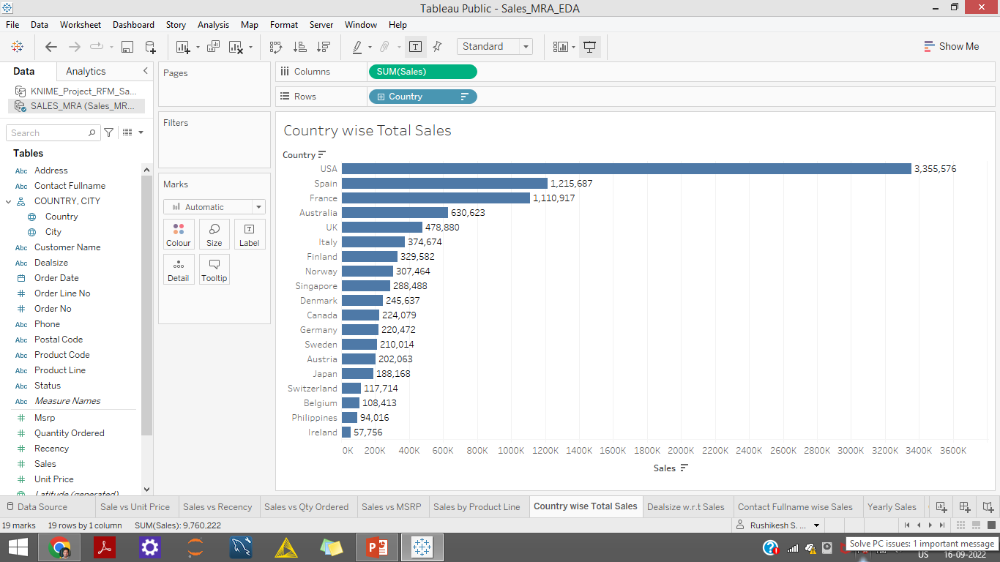 Tableau Public - Sales_MRA_EDA
File Data Worksheet Dashboard Story Analysis Map Format Server Window Help
Standard
Show Me
Data Analytics
KNIME_Project_RFM_Sa...
SALES_MRA (Sales_MR...
Search
Tables
Abc Address
Abc Contact Fullname
COUNTRY, CITY
Country
City
Abc Customer Name
Abc Dealsize
Order Date
# Order Line No
# Order No
Abc Phone
Abc Postal Code
Abc Product Code
Abc Product Line
Abc Status
Abc Measure Names
# Msrp
# Quantity Ordered
# Recency
# Sales
# Unit Price
Latitude (generated)
Pages
Filters
Marks
Automatic
Colour Size Label
Detail Tooltip
Columns SUM(Sales)
Rows Country
Country wise Total Sales
Country
USA 3,355,576
Spain 1,215,687
France 1,110,917
Australia 630,623
UK 478,880
Italy 374,674
Finland 329,582
Norway 307,464
Singapore 288,488
Denmark 245,637
Canada 224,079
Germany 220,472
Sweden 210,014
Austria 202,063
Japan 188,168
Switzerland 117,714
Belgium 108,413
Philippines 94,016
Ireland 57,756
0K 200K 400K 600K 800K 1000K 1200K 1400K 1600K 1800K 2000K 2200K 2400K 2600K 2800K 3000K 3200K 3400K 3600K
Sales
Data Source Sale vs Unit Price Sales vs Recency Sales vs Qty Ordered Sales vs MSRP Sales by Product Line Country wise Total Sales Dealsize w.r.t Sales Contact Fullname wise Sales Yearly Sales
19 marks 19 rows by 1 column SUM(Sales): 9,760,222 Rushikesh S. ...
Solve PC issues: 1 important message
US 16-09-2022